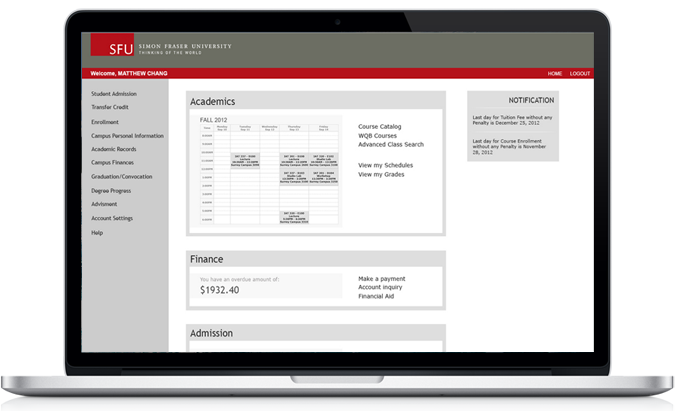 SFU
SIMON FRASER UNIVERSITY
THINKING OF THE WORLD
Welcome, MATTHEW CHANG
HOME LOGOUT
Student Admission
Transfer Credit
Enrollment
Campus Personal Information
Academic Records
Campus Finances
Graduation/Convocation
Degree Progress
Advisment
Account Settings
Help
Academics
FALL 2012
Course Catalog
WQB Courses
Advanced Class Search
View my Schedules
View my Grades
Finance
You have an overdue amount of:
$1932.40
Make a payment
Account inquiry
Financial Aid
Admission
NOTIFICATION
Last day for Tuition Fee without any
Penalty is December 25, 2012
Last day for Course Enrollment
without any Penalty is November
28, 2012